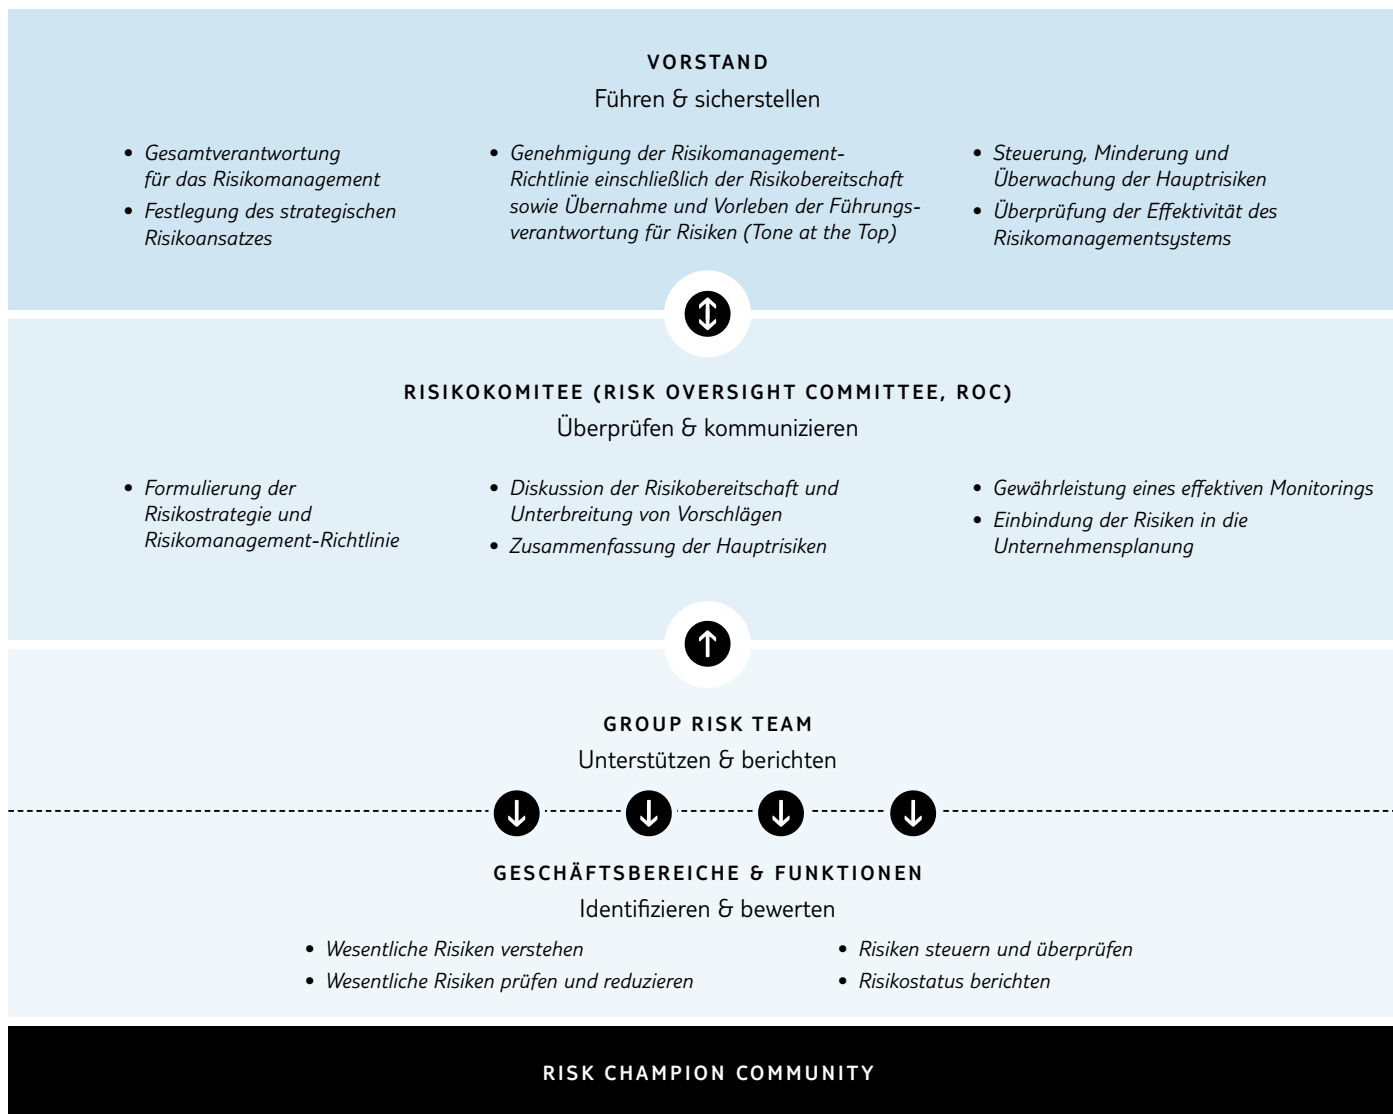 VORSTAND
Führen & sicherstellen
• Gesamtverantwortung
für das Risikomanagement
• Festlegung des strategischen
Risikoansatzes
• Genehmigung der Risikomanagement-
Richtlinie einschließlich der Risikobereitschaft
sowie Übernahme und Vorleben der Führungs-
verantwortung für Risiken (Tone at the Top)
• Steuerung, Minderung und
Überwachung der Hauptrisiken
• Überprüfung der Effektivität des
Risikomanagementsystems
RISIKOKOMITEE (RISK OVERSIGHT COMMITTEE, ROC)
Überprüfen & kommunizieren
• Formulierung der
Risikostrategie und
Risikomanagement-Richtlinie
• Diskussion der Risikobereitschaft und
Unterbreitung von Vorschlägen
• Zusammenfassung der Hauptrisiken
• Gewährleistung eines effektiven Monitorings
• Einbindung der Risiken in die
Unternehmensplanung
GROUP RISK TEAM
Unterstützen & berichten
GESCHÄFTSBEREICHE & FUNKTIONEN
Identifizieren & bewerten
• Wesentliche Risiken verstehen
• Wesentliche Risiken prüfen und reduzieren
• Risiken steuern und überprüfen
• Risikostatus berichten
RISK CHAMPION COMMUNITY